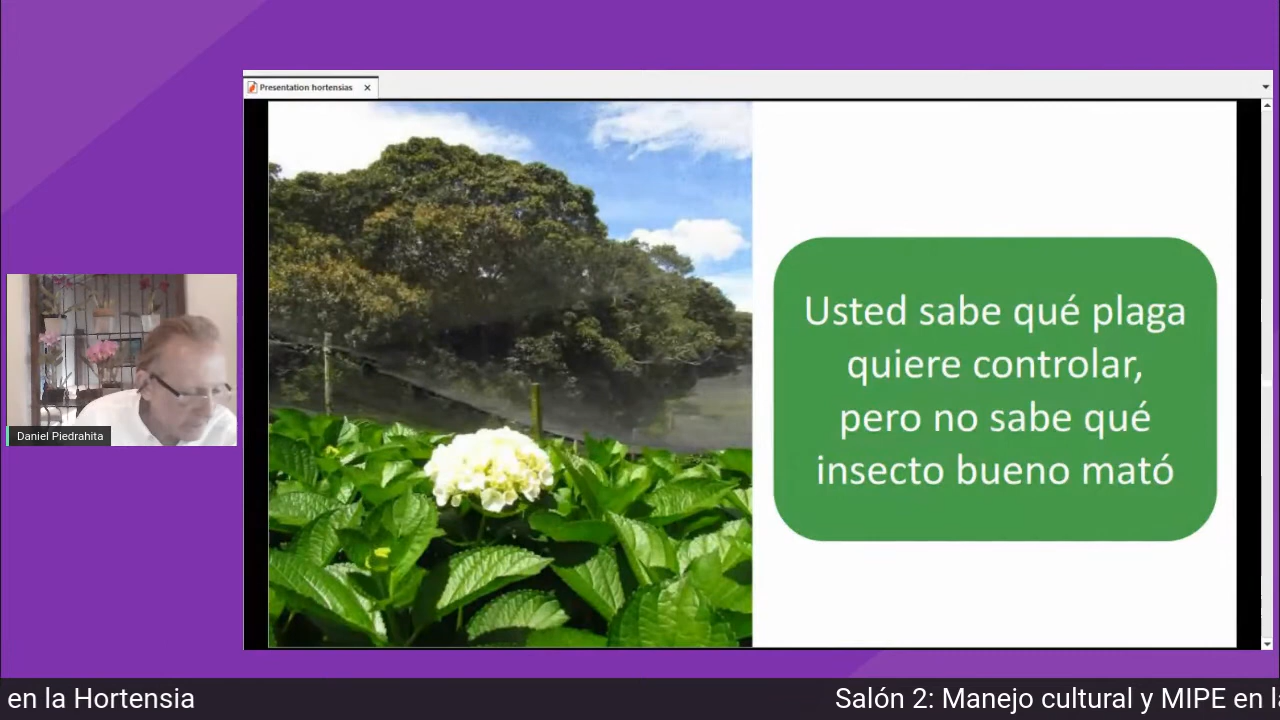 Presentation hortensias
Usted sabe qué plaga
quiere controlar,
pero no sabe qué
insecto bueno mató
Daniel Piedrahita
en la Hortensia
Salón 2: Manejo cultural y MIPE en la